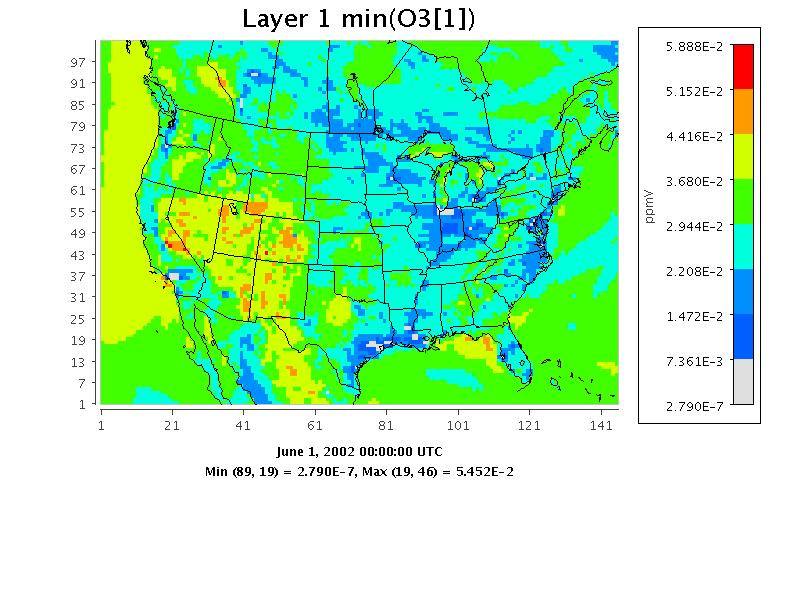 Layer 1 min(O3[1])
97
91
85
79
73
67
61
55
49
43
37
31
25
19
13
7
1
1 21 41 61 81 101 121 141
5.888E-2
5.152E-2
4.416E-2
3.680E-2
2.944E-2
2.208E-2
1.472E-2
7.361E-3
2.790E-7
ppmV
June 1, 2002 00:00:00 UTC
Min (89, 19) = 2.790E-7, Max (19, 46) = 5.452E-2